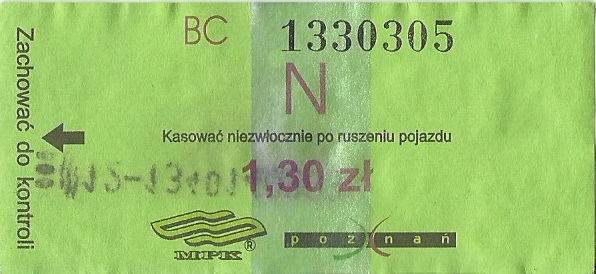 Zachować do kontroli
BC 1330305
N
Kasować niezwłocznie po ruszeniu pojazdu
1,30 zł
MPK ®
poznań